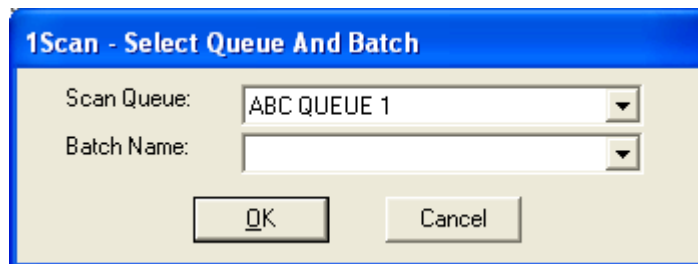 1Scan - Select Queue And Batch
Scan Queue: ABC QUEUE 1
Batch Name:
OK Cancel